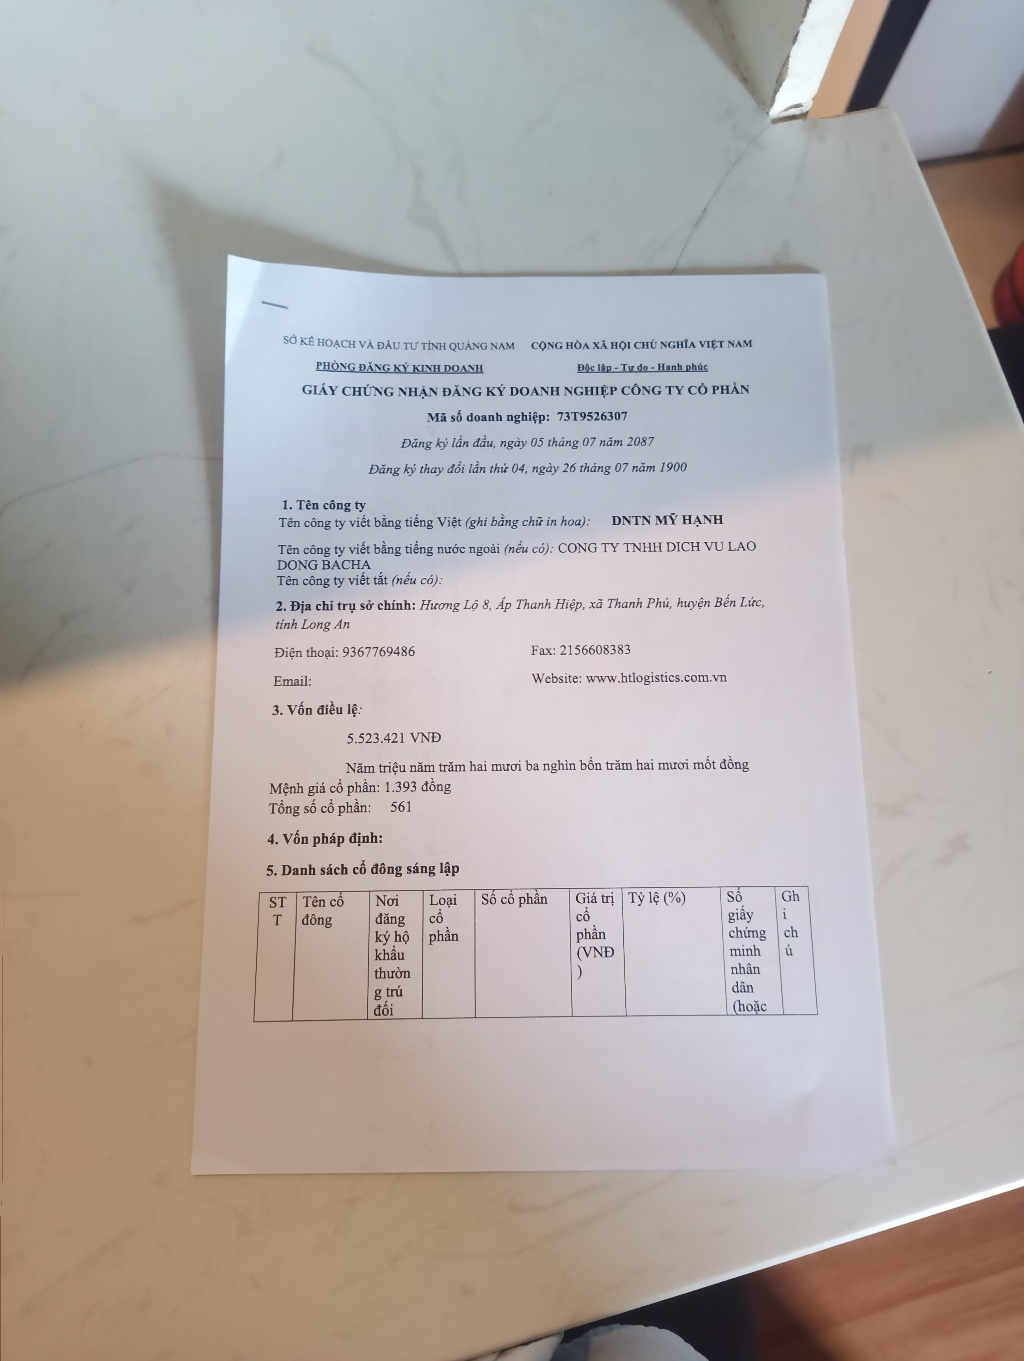 SỞ KẾ HOẠCH VÀ ĐẦU TƯ TỈNH QUẢNG NAM CỘNG HÒA XÃ HỘI CHỦ NGHĨA VIỆT NAM
PHÒNG ĐĂNG KÝ KINH DOANH Độc lập - Tự do - Hạnh phúc
GIẤY CHỨNG NHẬN ĐĂNG KÝ DOANH NGHIỆP CÔNG TY CỔ PHẦN
Mã số doanh nghiệp: 73T9526307
Đăng ký lần đầu, ngày 05 tháng 07 năm 2087
Đăng ký thay đổi lần thứ 04, ngày 26 tháng 07 năm 1900
1. Tên công ty
Tên công ty viết bằng tiếng Việt (ghi bằng chữ in hoa): DNTN MỸ HẠNH
Tên công ty viết bằng tiếng nước ngoài (nếu có): CONG TY TNHH DICH VU LAO
DONG BACHA
Tên công ty viết tắt (nếu có):
2. Địa chỉ trụ sở chính: Hương Lộ 8, Ấp Thanh Hiệp, xã Thanh Phú, huyện Bến Lức,
tỉnh Long An
Điện thoại: 9367769486 Fax: 2156608383
Email: Website: www.htlogistics.com.vn
3. Vốn điều lệ:
5.523.421 VNĐ
Năm triệu năm trăm hai mươi ba nghìn bốn trăm hai mươi mốt đồng
Mệnh giá cổ phần: 1.393 đồng
Tổng số cổ phần: 561
4. Vốn pháp định:
5. Danh sách cổ đông sáng lập
ST Tên cổ Nơi Loại Số cổ phần Giá trị Tỷ lệ (%) Số Gh
T đông đăng cổ cổ giấy i
ký hộ phần phần chứng ch
khẩu (VNĐ minh ú
thườn ) nhân
g trú dân
đối (hoặc